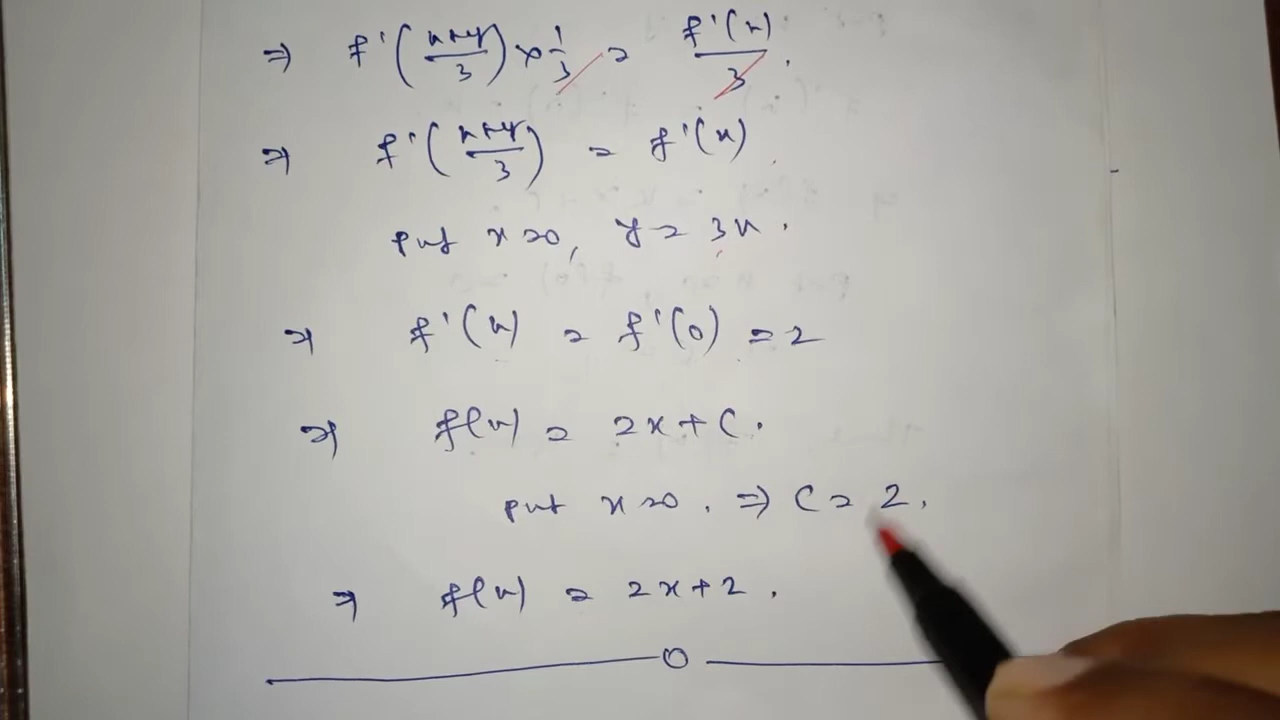 ⇒ f'((x+y)/3) × 1/3 = f'(x)/3 .
⇒ f'((x+y)/3) = f'(x)
put x=0, y = 3x .
⇒ f'(x) = f'(0) = 2
⇒ f(x) = 2x + C .
put x=0 . ⇒ C = 2 .
⇒ f(x) = 2x + 2 .